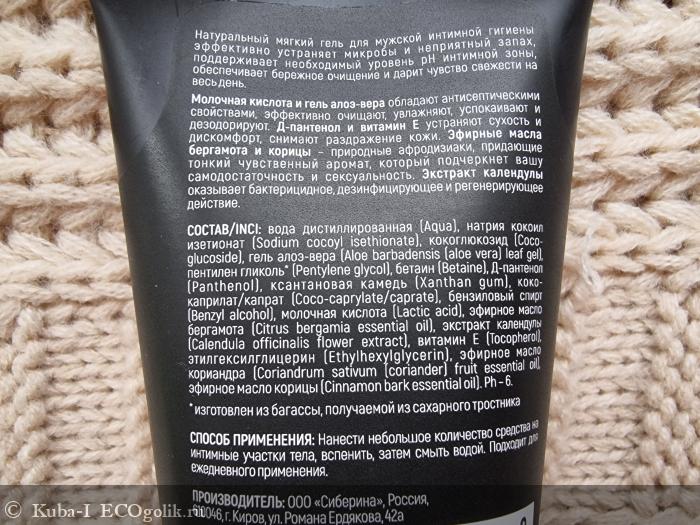 Натуральный мягкий гель для мужской интимной гигиены
эффективно устраняет микробы и неприятный запах,
поддерживает необходимый уровень pH интимной зоны,
обеспечивает бережное очищение и дарит чувство свежести на
весь день.
Молочная кислота и гель алоэ-вера обладают антисептическими
свойствами, эффективно очищают, увлажняют, успокаивают и
дезодорируют. Д-пантенол и витамин Е устраняют сухость и
дискомфорт, снимают раздражение кожи. Эфирные масла
бергамота и корицы – природные афродизиаки, придающие
тонкий чувственный аромат, который подчеркнет вашу
самодостаточность и сексуальность. Экстракт календулы
оказывает бактерицидное, дезинфицирующее и регенерирующее
действие.
СОСТАВ/INCI: вода дистиллированная (Aqua), натрия кокоил
изетионат (Sodium cocoyl isethionate), кокоглюкозид (Coco-
glucoside), гель алоэ-вера (Aloe barbadensis (aloe vera) leaf gel),
пентилен гликоль* (Pentylene glycol), бетаин (Betaine), Д-пантенол
(Panthenol), ксантановая камедь (Xanthan gum), коко-
каприлат/капрат (Coco-caprylate/caprate), бензиловый спирт
(Benzyl alcohol), молочная кислота (Lactic acid), эфирное масло
бергамота (Citrus bergamia essential oil), экстракт календулы
(Calendula officinalis flower extract), витамин Е (Tocopherol),
этилгексилглицерин (Ethylhexylglycerin), эфирное масло
кориандра (Coriandrum sativum (coriander) fruit essential oil),
эфирное масло корицы (Cinnamon bark essential oil). Ph - 6.
*изготовлен из багассы, получаемой из сахарного тростника
СПОСОБ ПРИМЕНЕНИЯ: Нанести небольшое количество средства на
интимные участки тела, вспенить, затем смыть водой. Подходит для
ежедневного применения.
ПРОИЗВОДИТЕЛЬ: ООО «Сиберина», Россия,
610046, г. Киров, ул. Романа Ердякова, 42а
© Kuba-I ECOgolik.ru